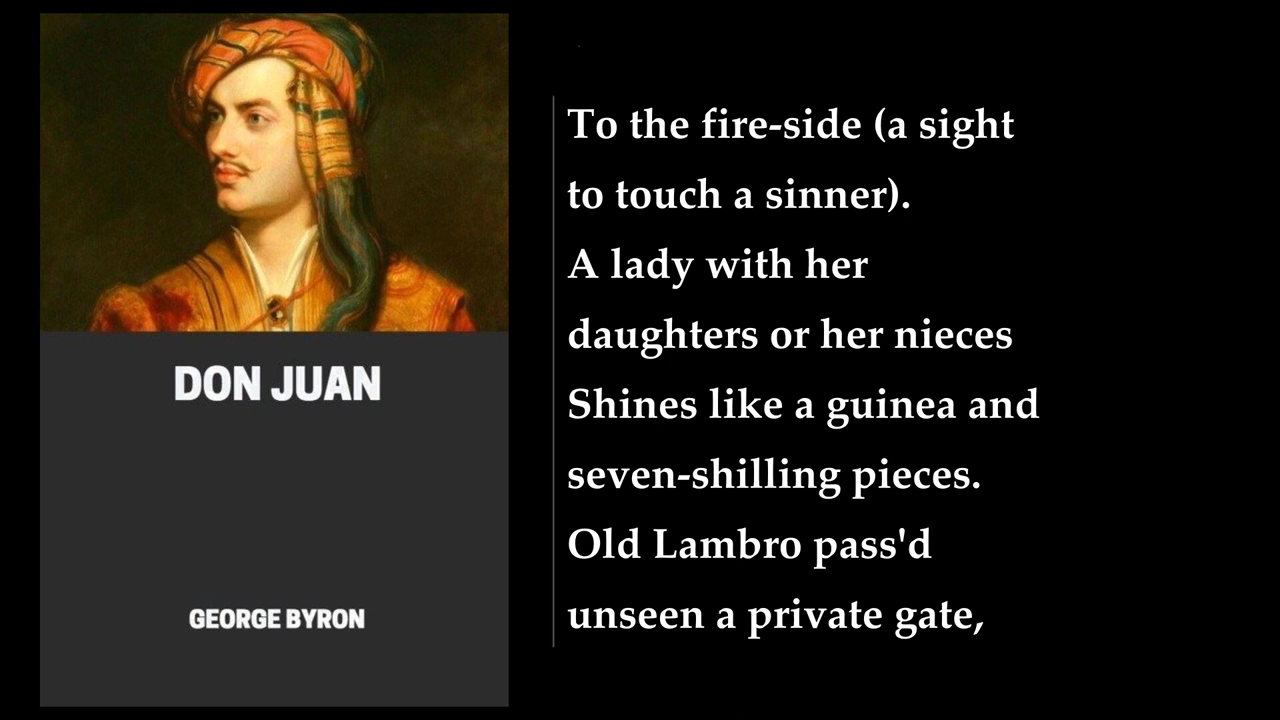 DON JUAN
GEORGE BYRON
To the fire-side (a sight
to touch a sinner).
A lady with her
daughters or her nieces
Shines like a guinea and
seven-shilling pieces.
Old Lambro pass'd
unseen a private gate,